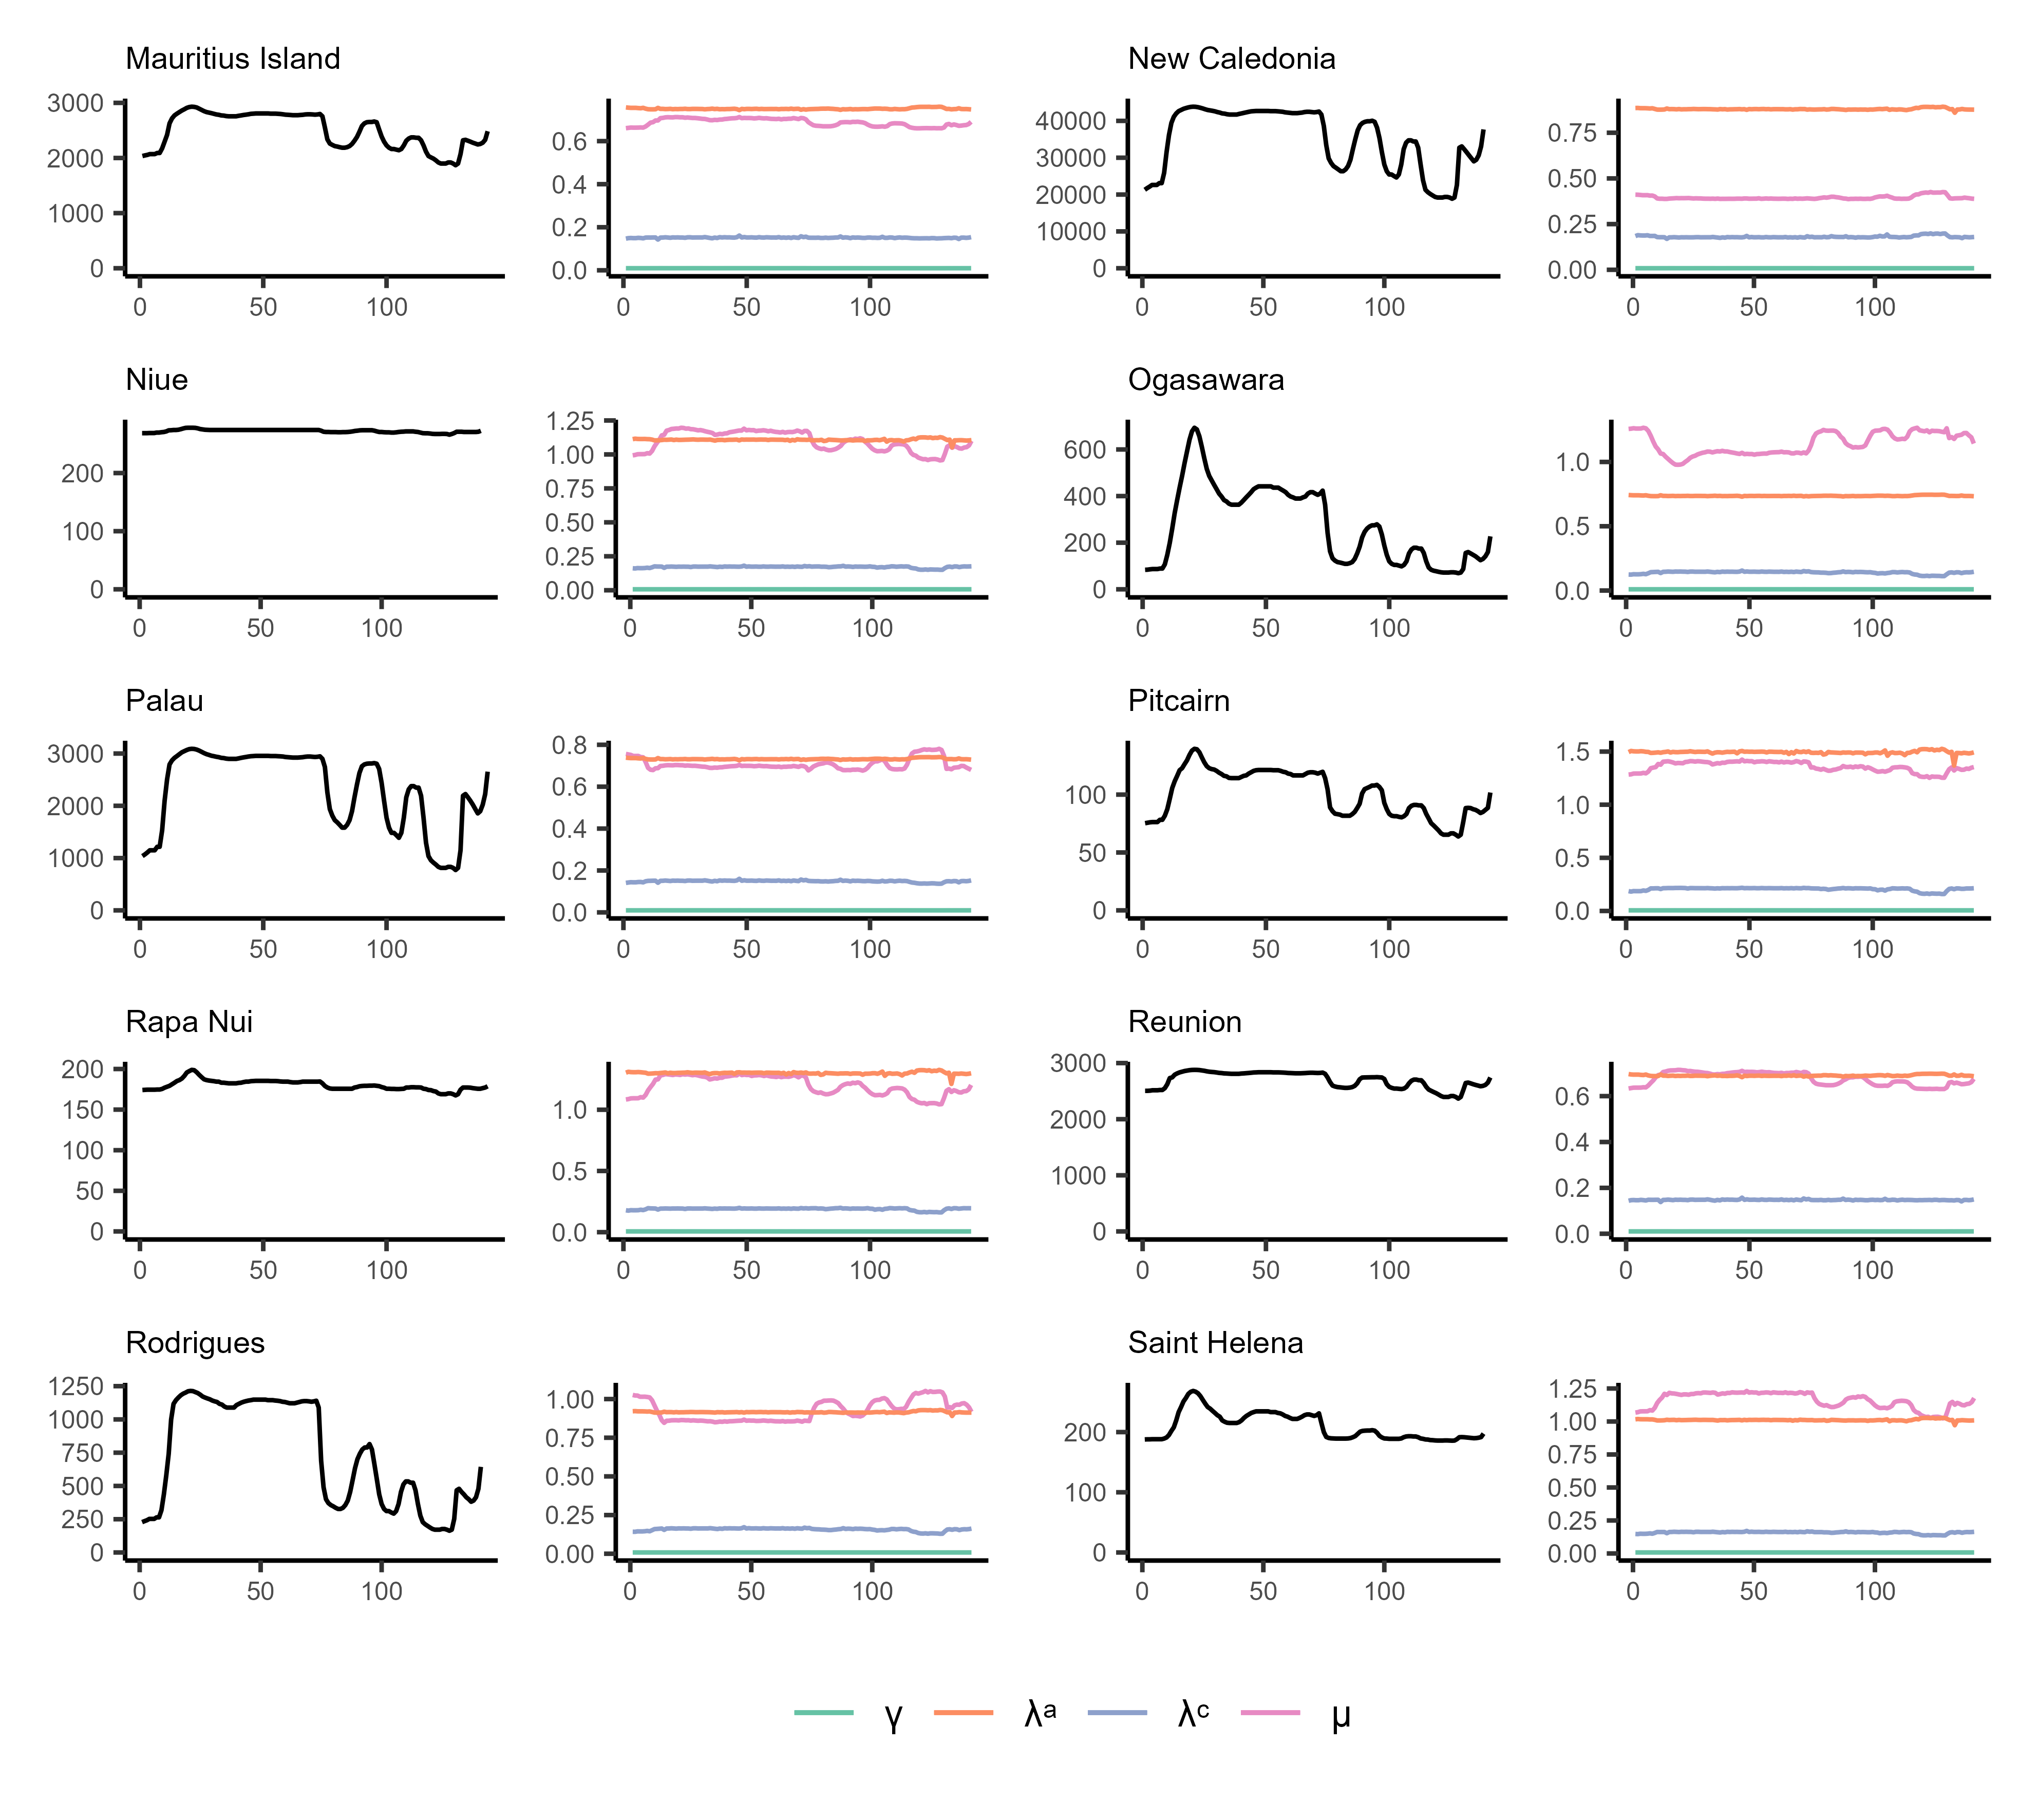 Mauritius Island
3000
2000
1000
0
0 50 100
0.6
0.4
0.2
0.0
0 50 100
New Caledonia
40000
30000
20000
10000
0
0 50 100
0.75
0.50
0.25
0.00
0 50 100
Niue
200
100
0
0 50 100
1.25
1.00
0.75
0.50
0.25
0.00
0 50 100
Ogasawara
600
400
200
0
0 50 100
1.0
0.5
0.0
0 50 100
Palau
3000
2000
1000
0
0 50 100
0.8
0.6
0.4
0.2
0.0
0 50 100
Pitcairn
100
50
0
0 50 100
1.5
1.0
0.5
0.0
0 50 100
Rapa Nui
200
150
100
50
0
0 50 100
1.0
0.5
0.0
0 50 100
Reunion
3000
2000
1000
0
0 50 100
0.6
0.4
0.2
0.0
0 50 100
Rodrigues
1250
1000
750
500
250
0
0 50 100
1.00
0.75
0.50
0.25
0.00
0 50 100
Saint Helena
200
100
0
0 50 100
1.25
1.00
0.75
0.50
0.25
0.00
0 50 100
γ λᵃ λᶜ μ